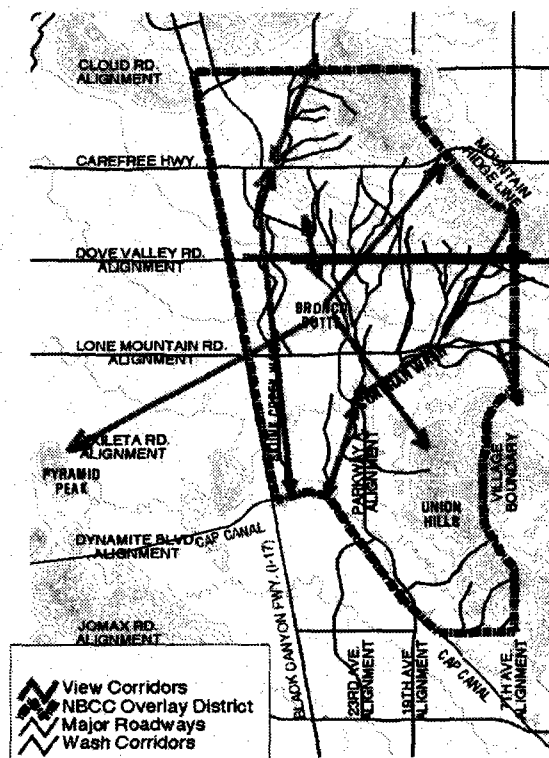 CLOUD RD.
ALIGNMENT
CAREFREE HWY.
MOUNTAIN
RIDGE LINE
DOVE VALLEY RD.
ALIGNMENT
BRONCO
BUTTE
LONE MOUNTAIN RD.
ALIGNMENT
WASH
RD.
ALIGNMENT
PYRAMID
PEAK
PARKWAY
ALIGNMENT
UNION
HILLS
VILLAGE
BOUNDARY
DYNAMITE BLVD.
ALIGNMENT
CAP CANAL
JOMAX RD.
ALIGNMENT
BLACK CANYON FWY. (I-17)
23RD AVE.
ALIGNMENT
19TH AVE.
ALIGNMENT
CAP CANAL
7TH AVE.
ALIGNMENT
View Corridors
NBCC Overlay District
Major Roadways
Wash Corridors